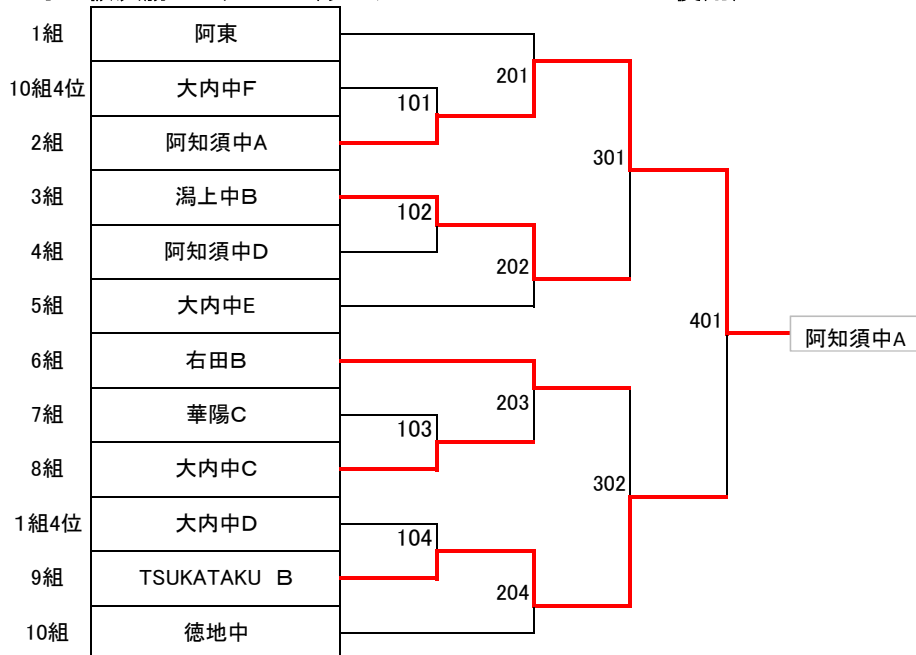 1組 阿東
10組4位 大内中F
2組 阿知須中A
3組 潟上中B
4組 阿知須中D
5組 大内中E
6組 右田B
7組 華陽C
8組 大内中C
1組4位 大内中D
9組 TSUKATAKU B
10組 徳地中
101
102
103
104
201
202
203
204
301
302
401
阿知須中A